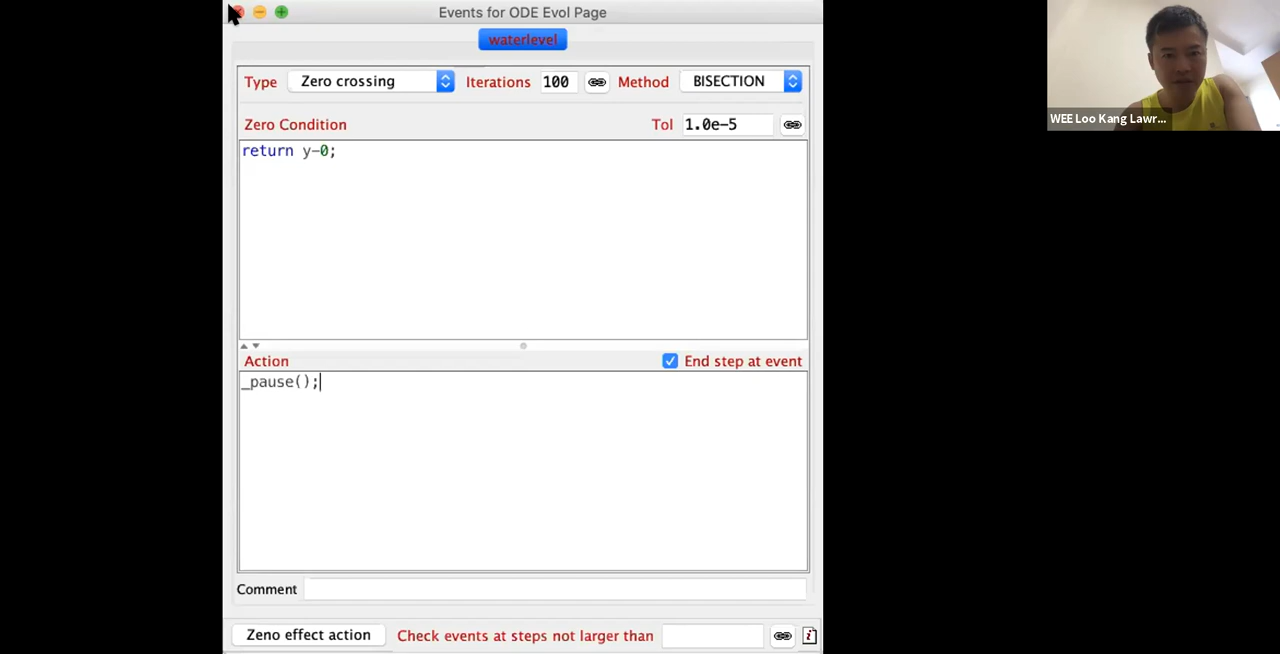 Events for ODE Evol Page
waterlevel
Type Zero crossing Iterations 100 Method BISECTION
Zero Condition Tol 1.0e-5
return y-0;
Action End step at event
_pause();
Comment
Zeno effect action Check events at steps not larger than
WEE Loo Kang Lawr...